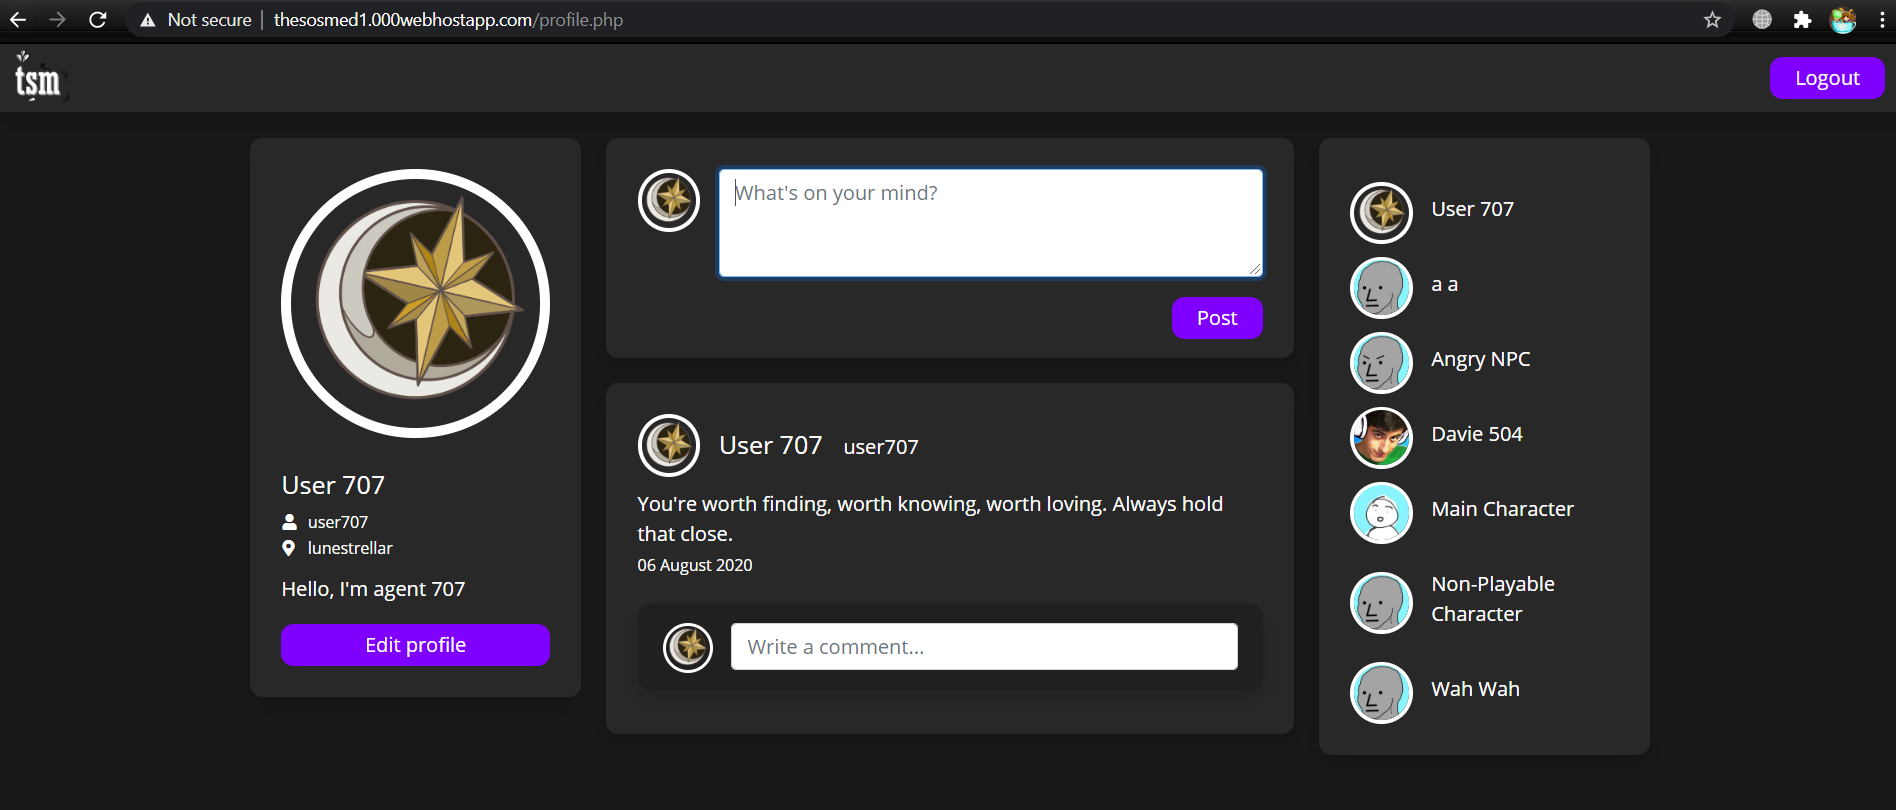 Not secure
thesosmed1.000webhostapp.com/profile.php
tsm
Logout
User 707
user707
lunestrellar
Hello, I'm agent 707
Edit profile
What's on your mind?
Post
User 707 user707
You're worth finding, worth knowing, worth loving. Always hold
that close.
06 August 2020
Write a comment...
User 707
a a
Angry NPC
Davie 504
Main Character
Non-Playable
Character
Wah Wah